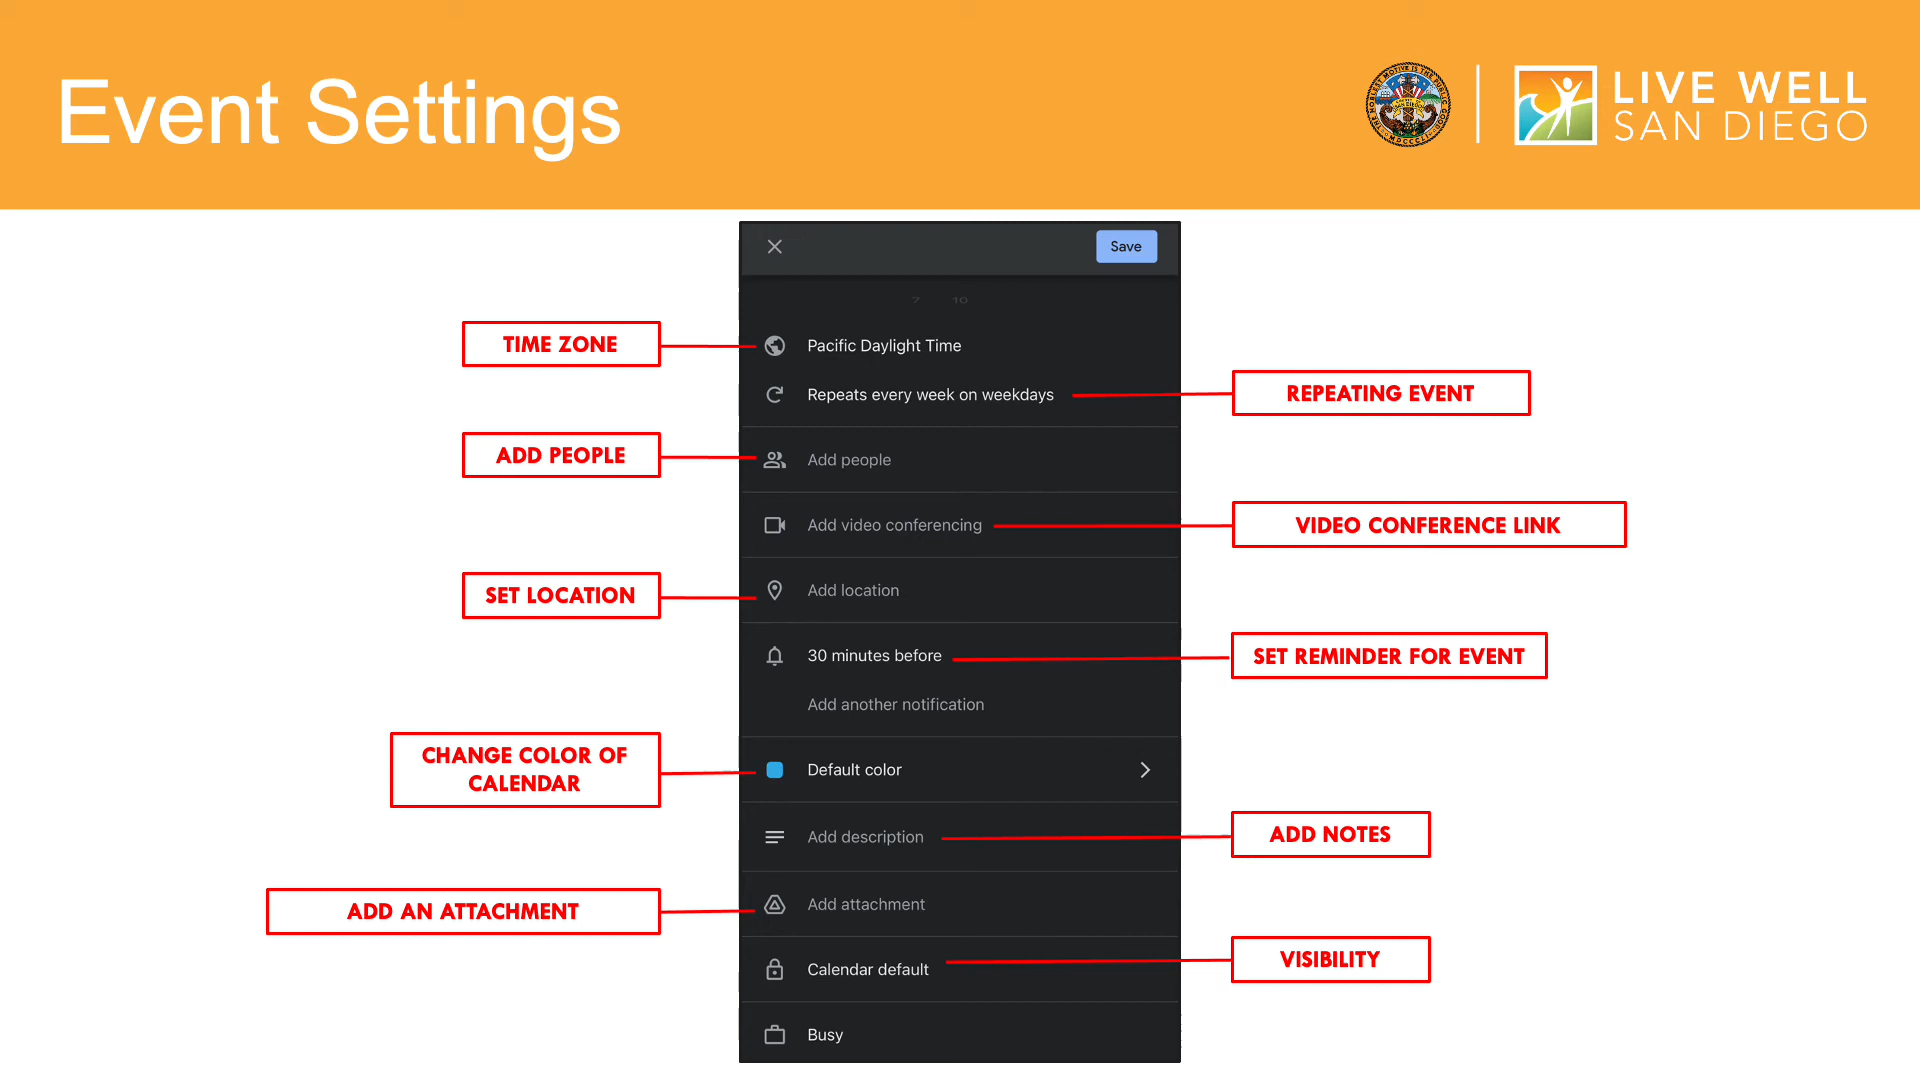 Event Settings
LIVE WELL
SAN DIEGO
Save
7 10
TIME ZONE
Pacific Daylight Time
Repeats every week on weekdays
REPEATING EVENT
ADD PEOPLE
Add people
Add video conferencing
VIDEO CONFERENCE LINK
SET LOCATION
Add location
30 minutes before
SET REMINDER FOR EVENT
Add another notification
CHANGE COLOR OF
CALENDAR
Default color
Add description
ADD NOTES
ADD AN ATTACHMENT
Add attachment
Calendar default
VISIBILITY
Busy